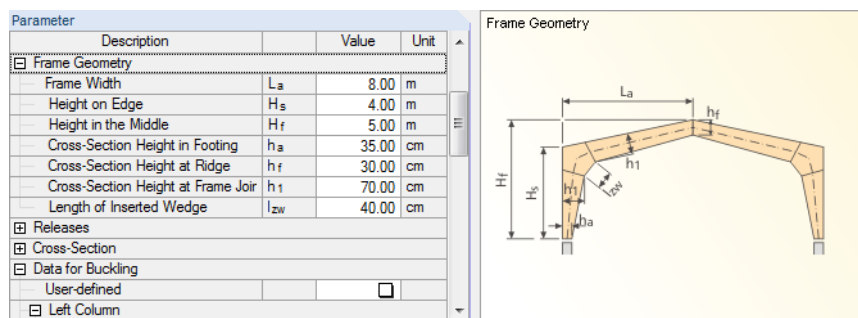 Parameter
Description Value Unit
Frame Geometry
Frame Width La 8.00 m
Height on Edge Hs 4.00 m
Height in the Middle Hf 5.00 m
Cross-Section Height in Footing ha 35.00 cm
Cross-Section Height at Ridge hf 30.00 cm
Cross-Section Height at Frame Joir h1 70.00 cm
Length of Inserted Wedge lzw 40.00 cm
Releases
Cross-Section
Data for Buckling
User-defined
Left Column
Frame Geometry
La
hf
h1
Hf
Hs
h1
lzw
ha